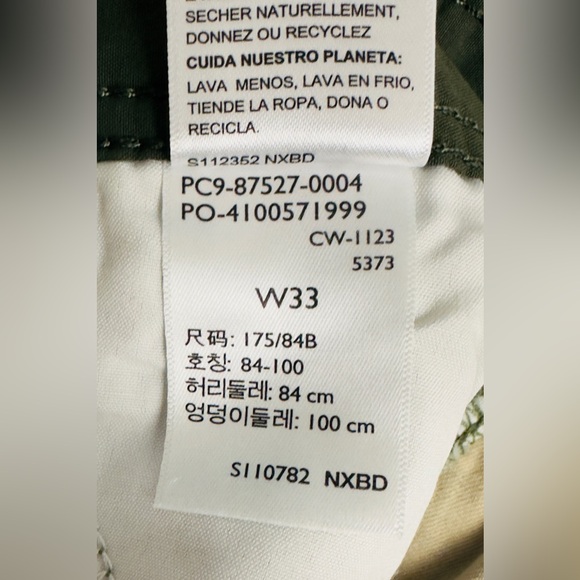 SECHER NATURELLEMENT,
DONNEZ OU RECYCLEZ
CUIDA NUESTRO PLANETA:
LAVA MENOS, LAVA EN FRIO,
TIENDE LA ROPA, DONA O
RECICLA.
S112352 NXBD
PC9-87527-0004
PO-4100571999
CW-1123
5373
W33
尺码: 175/84B
호칭: 84-100
허리둘레: 84 cm
엉덩이둘레: 100 cm
S110782 NXBD